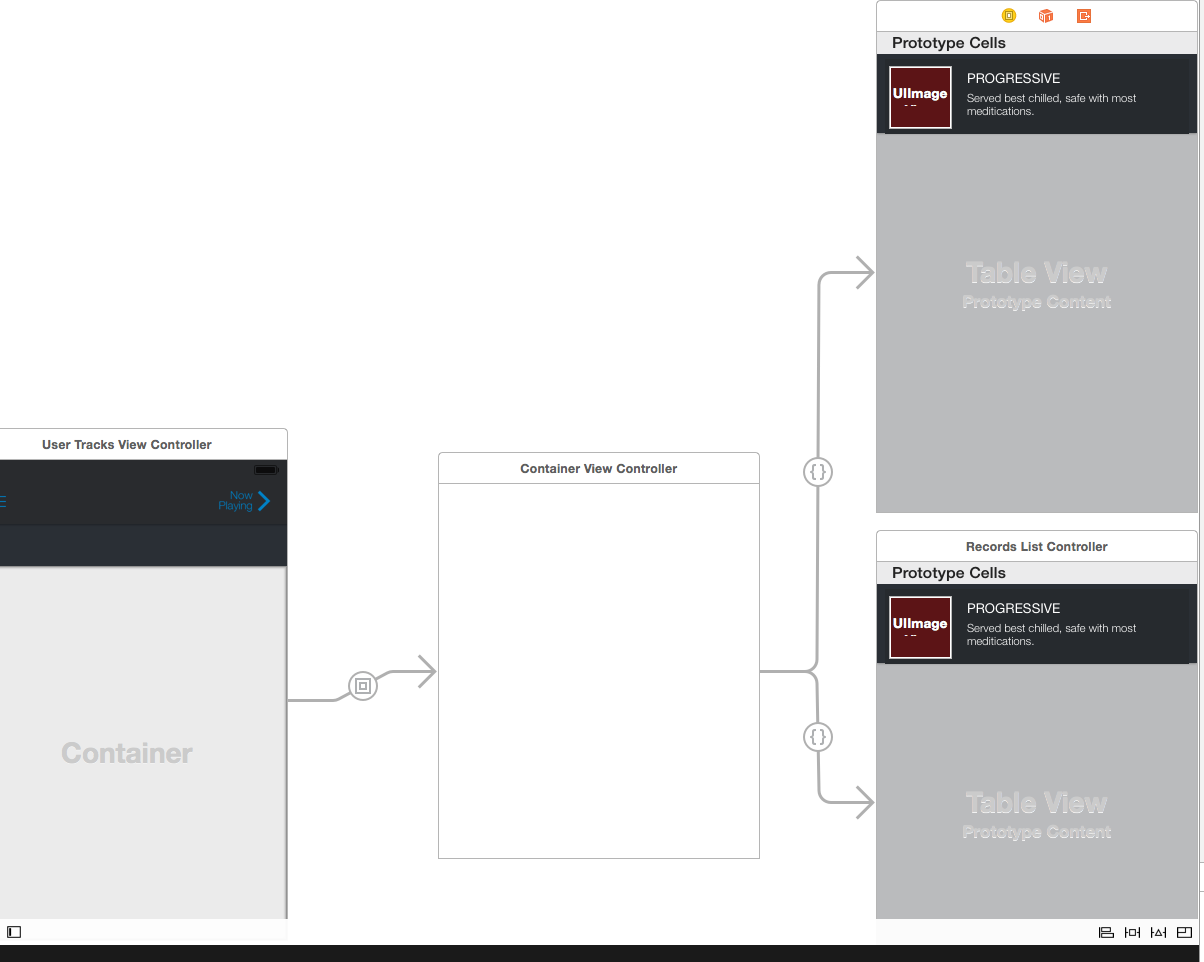 Prototype Cells
UIImage
PROGRESSIVE
Served best chilled, safe with most
meditications.
Table View
Prototype Content
User Tracks View Controller
Now
Playing
Container
Container View Controller
{ }
{ }
Records List Controller
Prototype Cells
UIImage
PROGRESSIVE
Served best chilled, safe with most
meditications.
Table View
Prototype Content